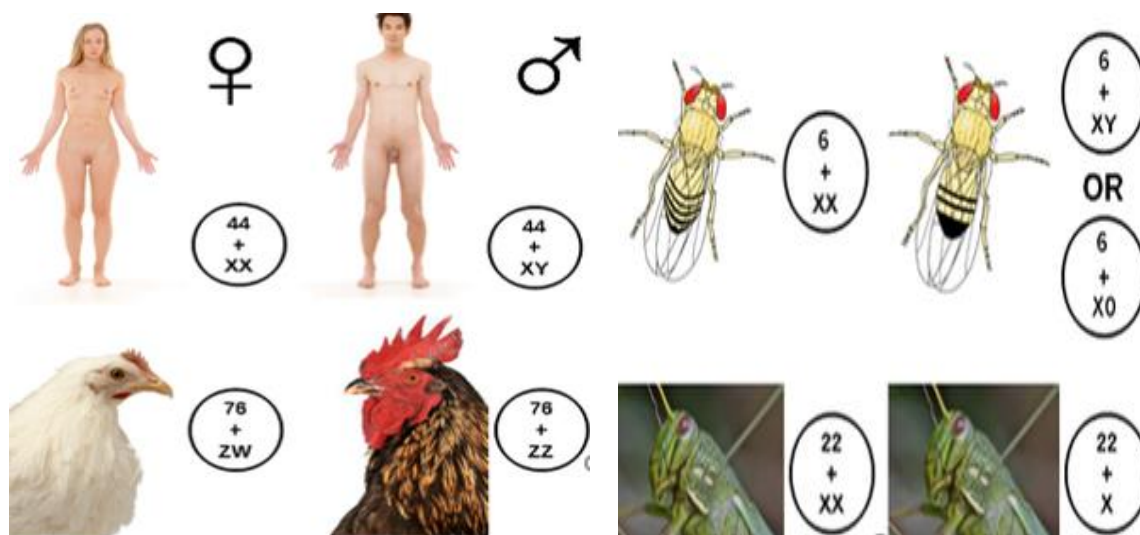 44
+
XX
44
+
XY
76
+
ZW
76
+
ZZ
6
+
XX
6
+
XY
OR
6
+
XO
22
+
XX
22
+
X